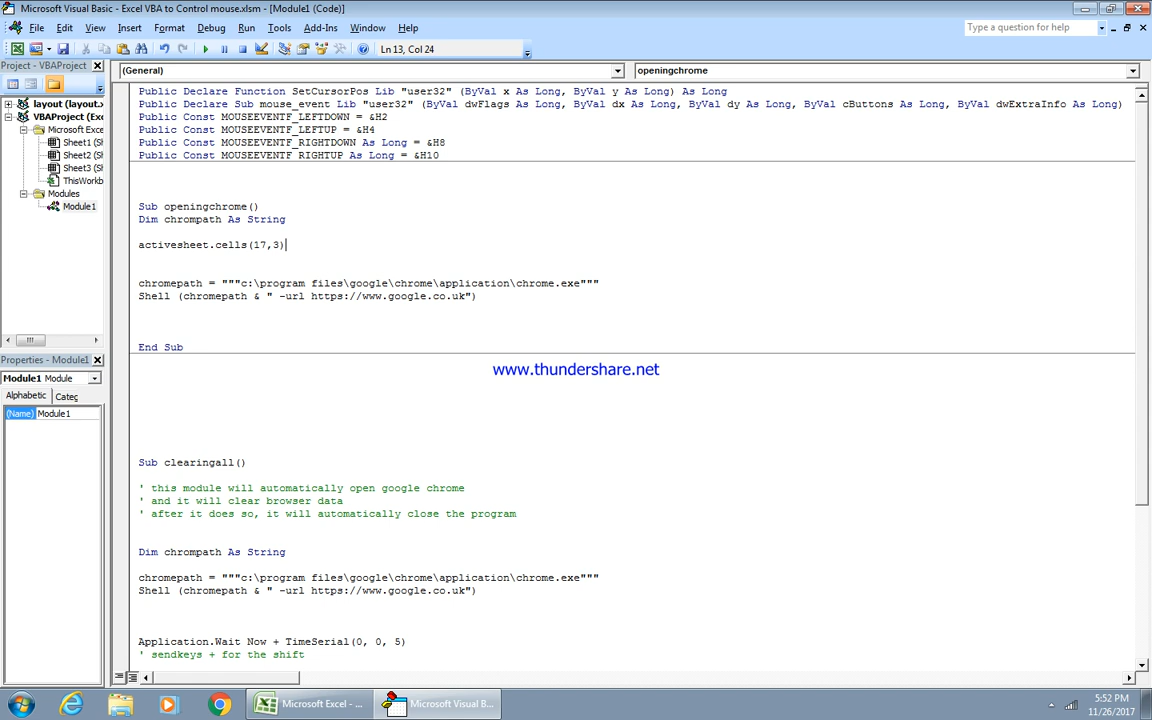 Microsoft Visual Basic - Excel VBA to Control mouse.xlsm - [Module1 (Code)]
File Edit View Insert Format Debug Run Tools Add-Ins Window Help
Type a question for help
Ln 13, Col 24
Project - VBAProject
(General)
openingchrome
layout (layout.x
VBAProject (Exc
Microsoft Exce
Sheet1 (Sh
Sheet2 (Sh
Sheet3 (Sh
ThisWorkb
Modules
Module1
Public Declare Function SetCursorPos Lib "user32" (ByVal x As Long, ByVal y As Long) As Long
Public Declare Sub mouse_event Lib "user32" (ByVal dwFlags As Long, ByVal dx As Long, ByVal dy As Long, ByVal cButtons As Long, ByVal dwExtraInfo As Long)
Public Const MOUSEEVENTF_LEFTDOWN = &H2
Public Const MOUSEEVENTF_LEFTUP = &H4
Public Const MOUSEEVENTF_RIGHTDOWN As Long = &H8
Public Const MOUSEEVENTF_RIGHTUP As Long = &H10
Sub openingchrome()
Dim chrompath As String
activesheet.cells(17,3)
chromepath = """c:\program files\google\chrome\application\chrome.exe"""
Shell (chromepath & " -url https://www.google.co.uk")
End Sub
www.thundershare.net
Properties - Module1
Module1 Module
Alphabetic Categ
(Name) Module1
Sub clearingall()
' this module will automatically open google chrome
' and it will clear browser data
' after it does so, it will automatically close the program
Dim chrompath As String
chromepath = """c:\program files\google\chrome\application\chrome.exe"""
Shell (chromepath & " -url https://www.google.co.uk")
Application.Wait Now + TimeSerial(0, 0, 5)
' sendkeys + for the shift
Microsoft Excel - ...
Microsoft Visual B...
5:52 PM
11/26/2017